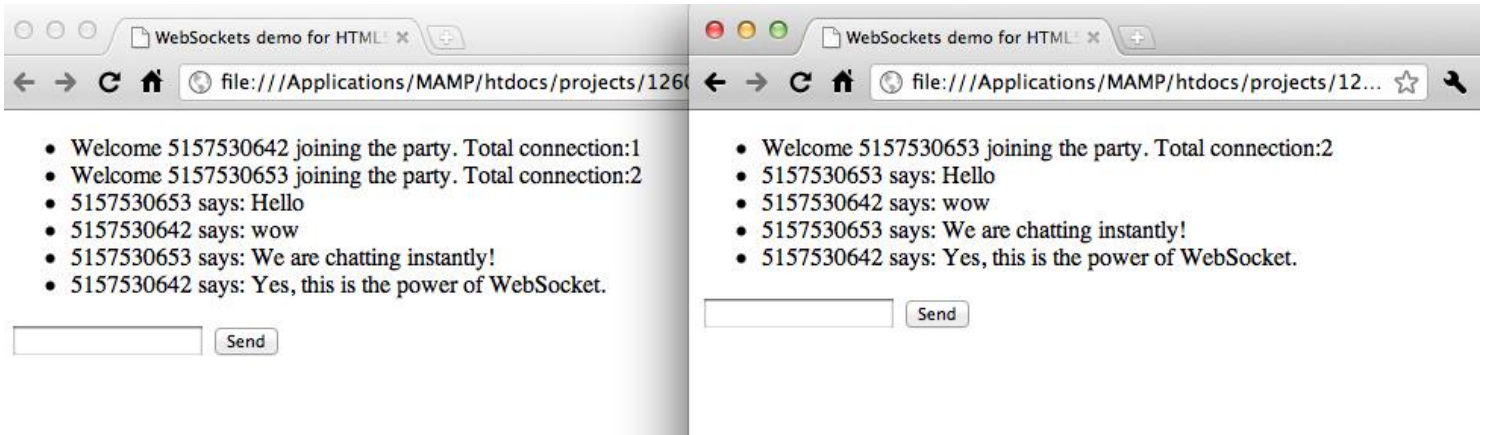 WebSockets demo for HTML
file:///Applications/MAMP/htdocs/projects/126
Welcome 5157530642 joining the party. Total connection:1
Welcome 5157530653 joining the party. Total connection:2
5157530653 says: Hello
5157530642 says: wow
5157530653 says: We are chatting instantly!
5157530642 says: Yes, this is the power of WebSocket.
Send
WebSockets demo for HTML
file:///Applications/MAMP/htdocs/projects/12...
Welcome 5157530653 joining the party. Total connection:2
5157530653 says: Hello
5157530642 says: wow
5157530653 says: We are chatting instantly!
5157530642 says: Yes, this is the power of WebSocket.
Send